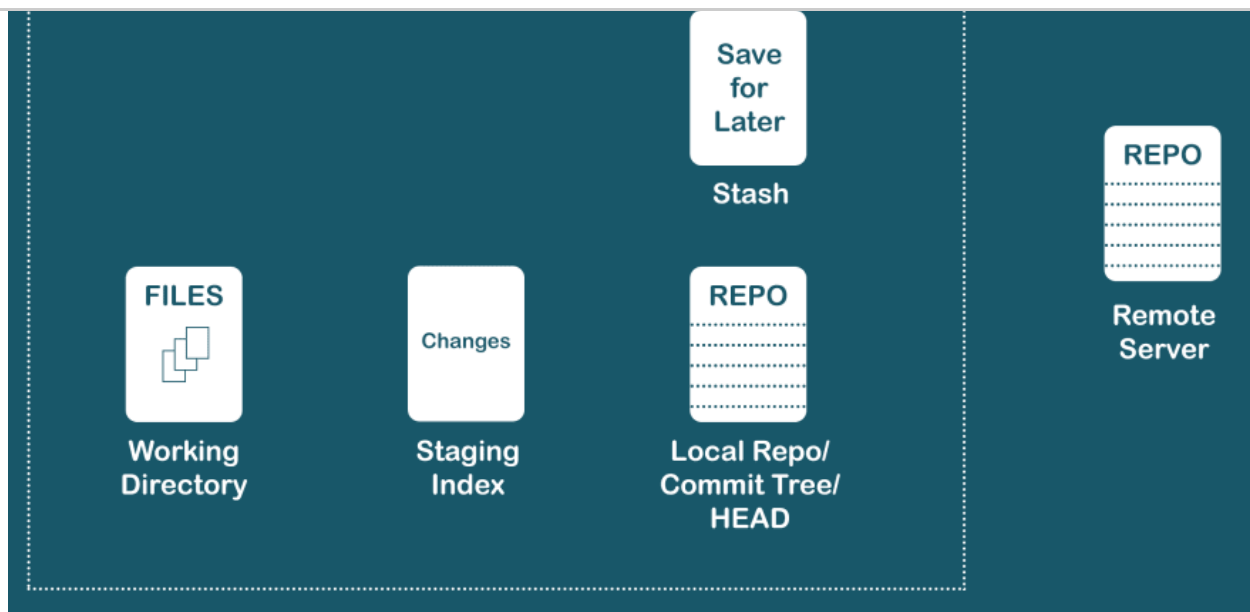 Save
for
Later
Stash
REPO
Remote
Server
FILES
Working
Directory
Changes
Staging
Index
REPO
Local Repo/
Commit Tree/
HEAD